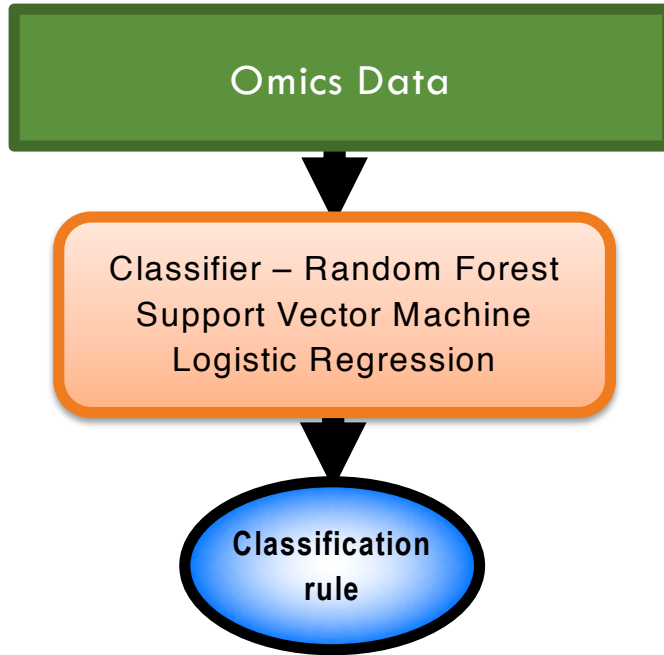 Omics Data
Classifier – Random Forest
Support Vector Machine
Logistic Regression
Classification
rule